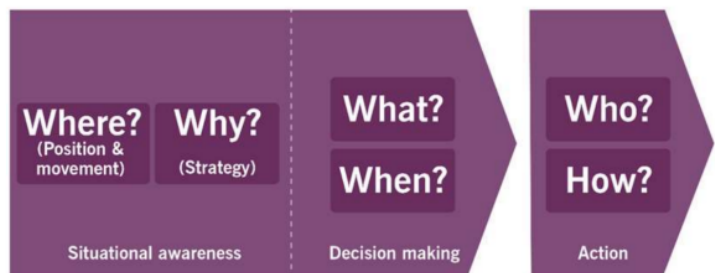 Where?
(Position &
movement)
Why?
(Strategy)
What?
When?
Who?
How?
Situational awareness
Decision making
Action